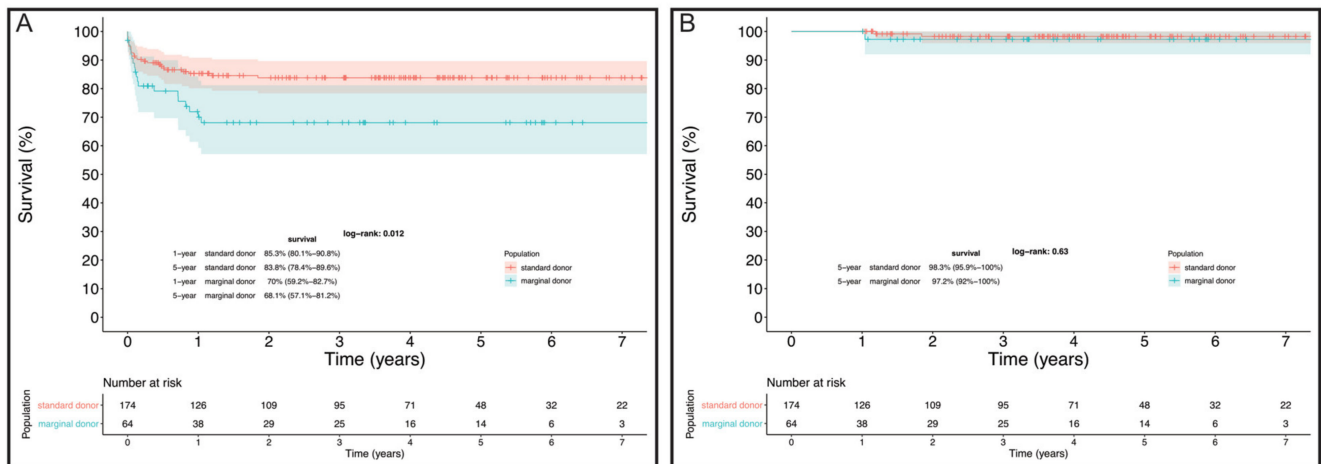 A
Survival (%)
100
90
80
70
60
50
40
30
20
10
0
log−rank: 0.012
survival
1−year standard donor 85.3% (80.1%−90.8%)
5−year standard donor 83.8% (78.4%−89.6%)
1−year marginal donor 70% (59.2%−82.7%)
5−year marginal donor 68.1% (57.1%−81.2%)
Population
standard donor
marginal donor
0 1 2 3 4 5 6 7
Time (years)
Number at risk
Population
standard donor 174 126 109 95 71 48 32 22
marginal donor 64 38 29 25 16 14 6 3
0 1 2 3 4 5 6 7
Time (years)
B
Survival (%)
100
90
80
70
60
50
40
30
20
10
0
survival log−rank: 0.63
5−year standard donor 98.3% (95.9%−100%)
5−year marginal donor 97.2% (92%−100%)
Population
standard donor
marginal donor
0 1 2 3 4 5 6 7
Time (years)
Number at risk
Population
standard donor 174 126 109 95 71 48 32 22
marginal donor 64 38 29 25 16 14 6 3
0 1 2 3 4 5 6 7
Time (years)